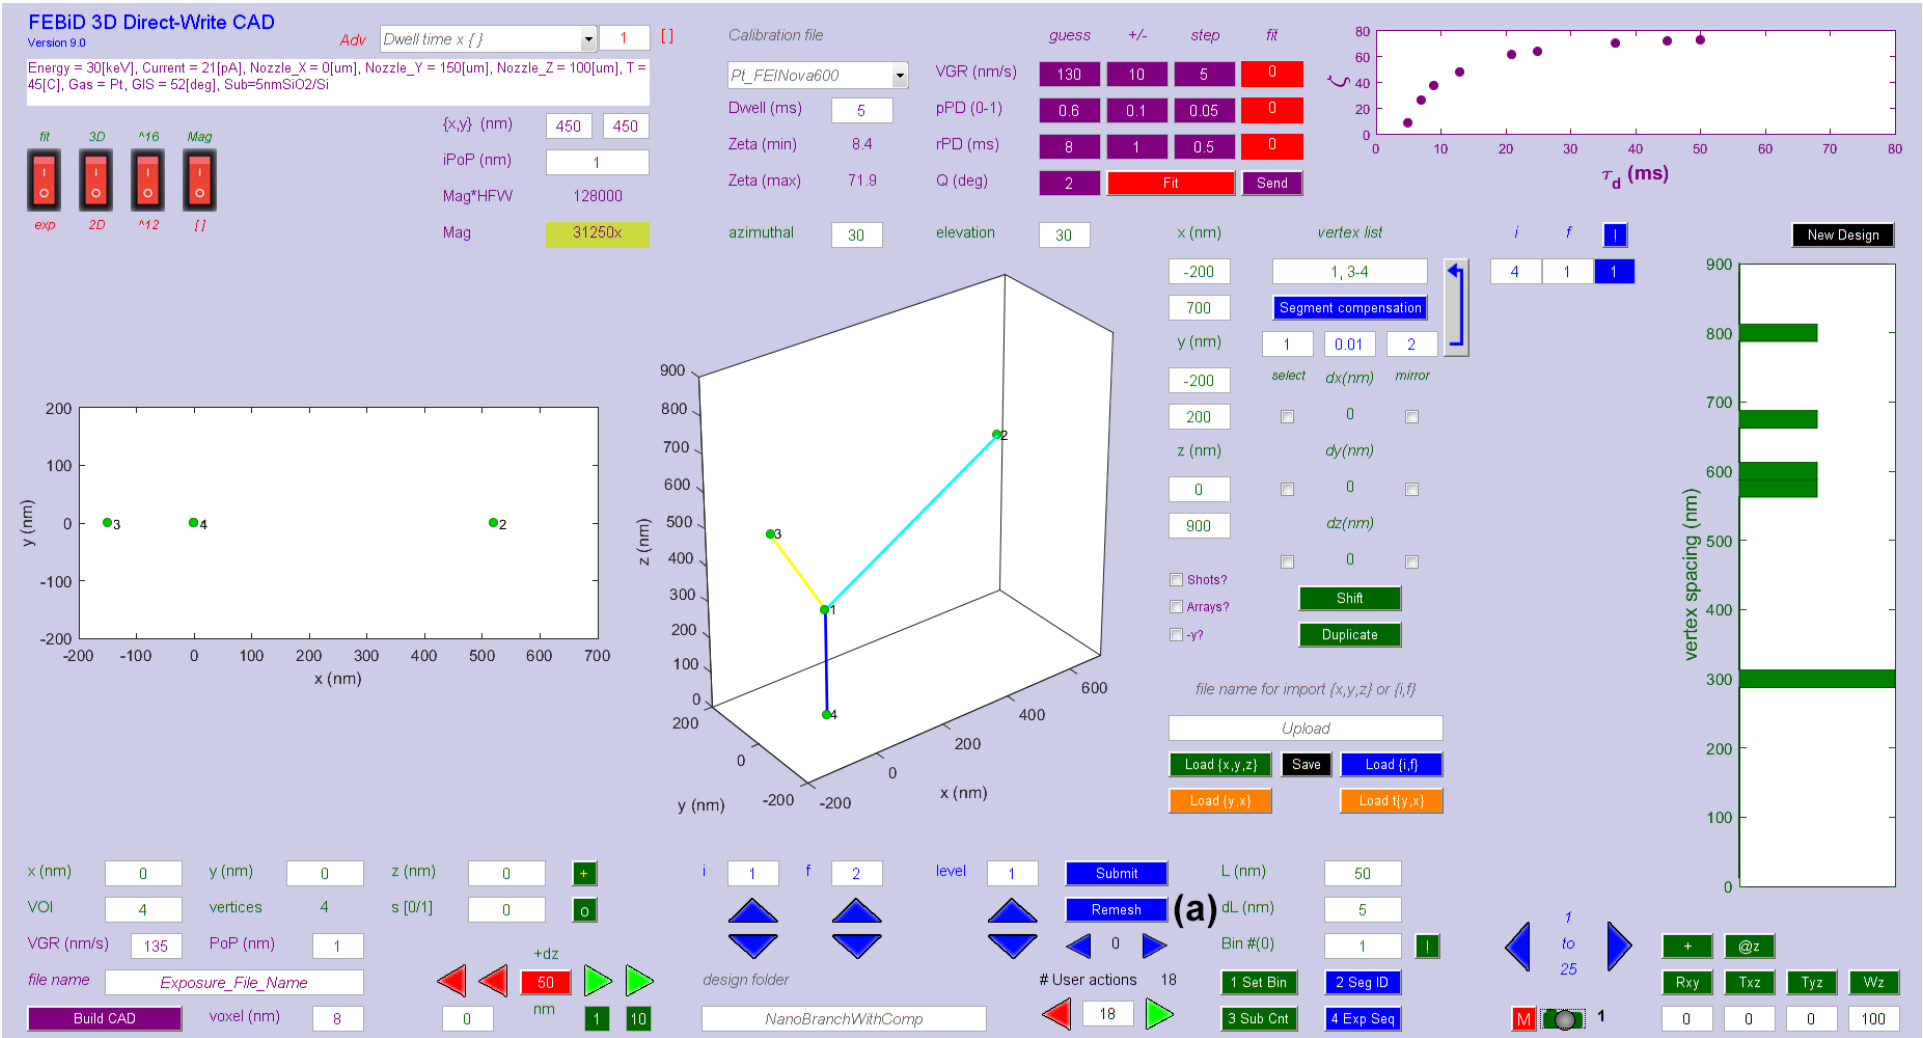 FEBiD 3D Direct-Write CAD
Version 9.0
Adv Dwell time x { } 1 [ ]
Energy = 30[keV], Current = 21[pA], Nozzle_X = 0[um], Nozzle_Y = 150[um], Nozzle_Z = 100[um], T =
45[C], Gas = Pt, GIS = 52[deg], Sub=5nmSiO2/Si
fit 3D ^16 Mag
exp 2D ^12 [ ]
{x,y} (nm) 450 450
iPoP (nm) 1
Mag*HFW 128000
Mag 31250x
Calibration file
Pt_FEINova600
Dwell (ms) 5
Zeta (min) 8.4
Zeta (max) 71.9
guess +/- step fit
VGR (nm/s) 130 10 5 0
pPD (0-1) 0.6 0.1 0.05 0
rPD (ms) 8 1 0.5 0
Q (deg) 2 Fit Send
azimuthal 30 elevation 30
80
60
40
20
0
ζ
0 10 20 30 40 50 60 70 80
τd (ms)
x (nm) vertex list i f ! New Design
-200 1, 3-4 4 1 1
700 Segment compensation
y (nm) 1 0.01 2
-200 select dx(nm) mirror
200 0
z (nm) dy(nm)
0 0
900 dz(nm)
0
Shots?
Arrays? Shift
-y? Duplicate
file name for import {x,y,z} or {i,f}
Upload
Load {x,y,z} Save Load {i,f}
Load {y,x} Load t{y,x}
200
100
0
-100
-200
y (nm)
3 4 2
-200 -100 0 100 200 300 400 500 600 700
x (nm)
900
800
700
600
500
400
300
200
100
0
z (nm)
2
3
1
4
200
0
-200
y (nm)
-200
0
200
400
600
x (nm)
900
800
700
600
500
400
300
200
100
0
vertex spacing (nm)
x (nm) 0 y (nm) 0 z (nm) 0 +
VOI 4 vertices 4 s [0/1] 0 o
VGR (nm/s) 135 PoP (nm) 1 +dz
file name Exposure_File_Name 50
Build CAD voxel (nm) 8 0 nm 1 10
i 1 f 2 level 1 Submit
Remesh (a)
0
design folder # User actions 18
NanoBranchWithComp 18
L (nm) 50
dL (nm) 5
Bin #(0) 1 !
1 Set Bin 2 Seg ID
3 Sub Cnt 4 Exp Seq
1
to
25
+ @z
Rxy Txz Tyz Wz
M 1 0 0 0 100